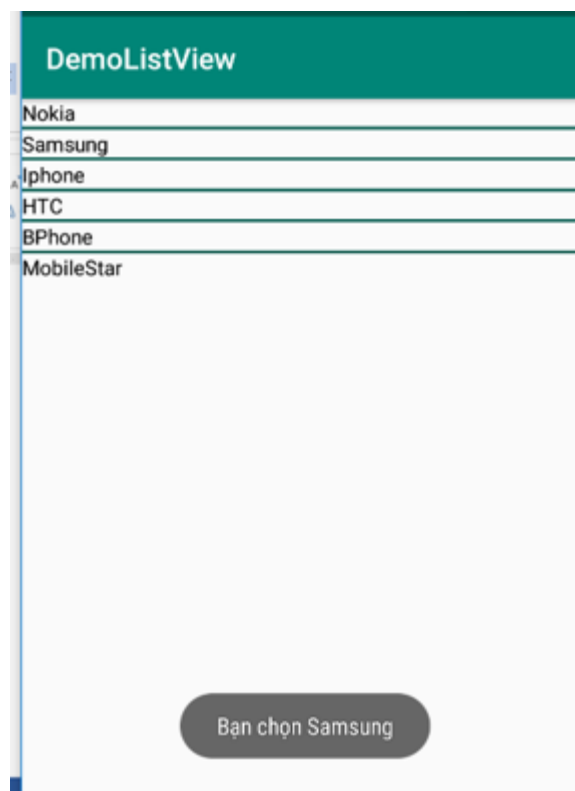 DemoListView
Nokia
Samsung
Iphone
HTC
BPhone
MobileStar
Bạn chọn Samsung